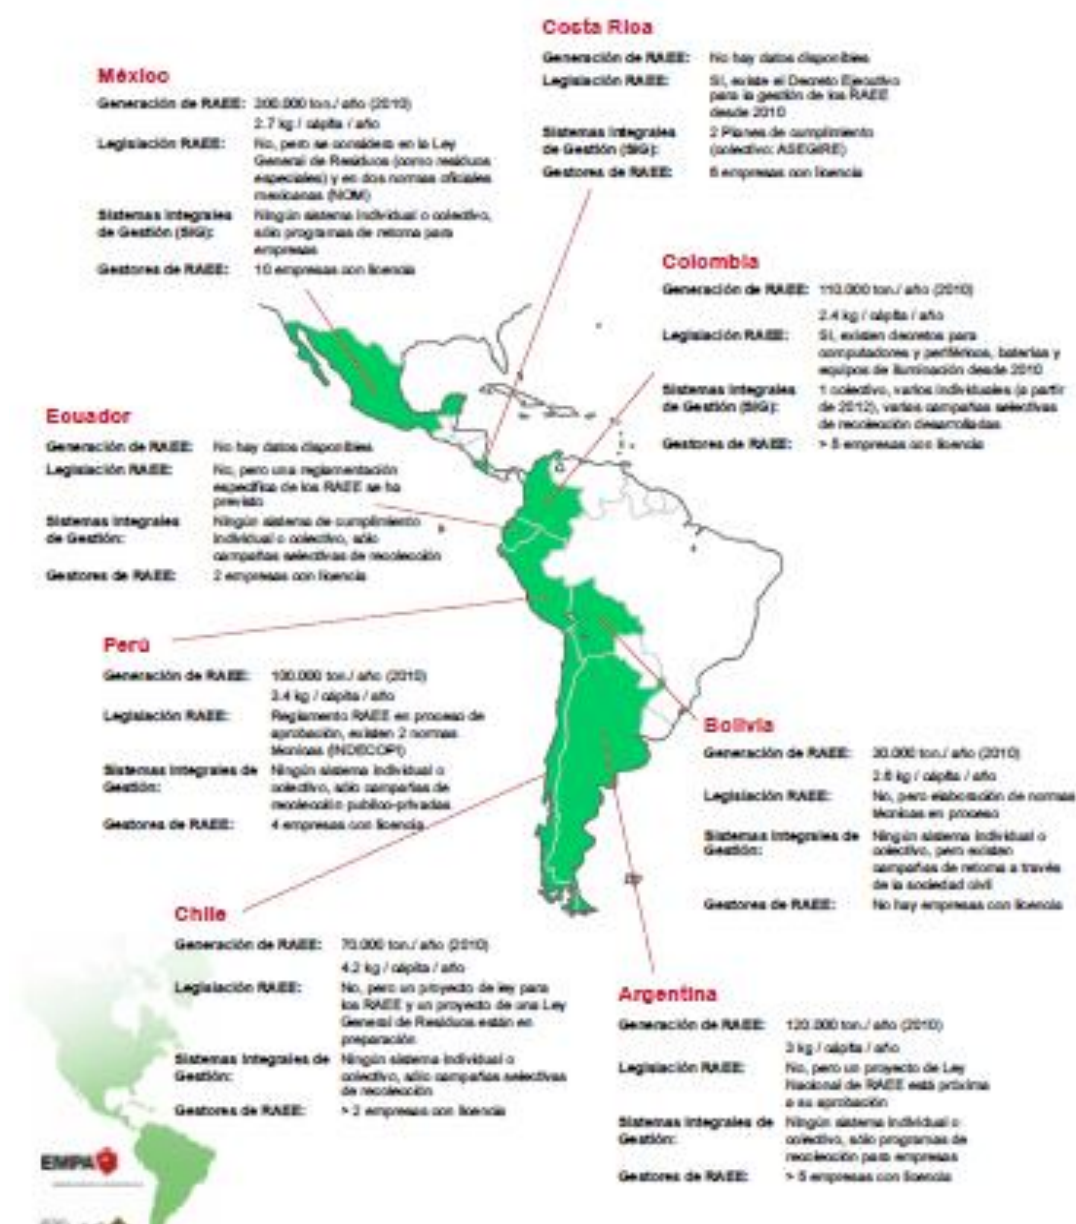 Costa Rica
Generación de RAEE: No hay datos disponibles
Legislación RAEE: Sí, existe el Decreto Ejecutivo
para la gestión de los RAEE
desde 2010
Sistemas Integrales 2 Planes de cumplimiento
de Gestión (SIG): (colectivo: ASEGIRE)
Gestores de RAEE: 6 empresas con licencia
México
Generación de RAEE: 300.000 ton./ año (2010)
2.7 kg / cápita / año
Legislación RAEE: No, pero se considera en la Ley
General de Residuos (como residuos
especiales) y en dos normas oficiales
mexicanas (NOM)
Sistemas Integrales Ningún sistema individual o colectivo,
de Gestión (SIG): sólo programas de retoma para
empresas
Gestores de RAEE: 10 empresas con licencia
Colombia
Generación de RAEE: 110.000 ton./ año (2010)
2.4 kg / cápita / año
Legislación RAEE: Sí, existen decretos para
computadores y periféricos, baterías y
equipos de iluminación desde 2010
Sistemas Integrales 1 colectivo, varios individuales (a partir
de Gestión (SIG): de 2012), varias campañas selectivas
de recolección desarrolladas
Gestores de RAEE: > 5 empresas con licencia
Ecuador
Generación de RAEE: No hay datos disponibles
Legislación RAEE: No, pero una reglamentación
específica de los RAEE se ha
previsto
Sistemas Integrales Ningún sistema de cumplimiento
de Gestión: individual o colectivo, sólo
campañas selectivas de recolección
Gestores de RAEE: 2 empresas con licencia
Perú
Generación de RAEE: 100.000 ton./ año (2010)
3.4 kg / cápita / año
Legislación RAEE: Reglamento RAEE en proceso de
aprobación, existen 2 normas
técnicas (INDECOPI)
Sistemas Integrales de Ningún sistema individual o
Gestión: colectivo, sólo campañas de
recolección publico-privadas
Gestores de RAEE: 4 empresas con licencia
Bolivia
Generación de RAEE: 30.000 ton./ año (2010)
2.8 kg / cápita / año
Legislación RAEE: No, pero elaboración de normas
técnicas en proceso
Sistemas Integrales de Ningún sistema individual o
Gestión: colectivo, pero existen
campañas de retoma a través
de la sociedad civil
Gestores de RAEE: No hay empresas con licencia
Chile
Generación de RAEE: 70.000 ton./ año (2010)
4.2 kg / cápita / año
Legislación RAEE: No, pero un proyecto de ley para
los RAEE y un proyecto de una Ley
General de Residuos están en
preparación
Sistemas Integrales de Ningún sistema individual o
Gestión: colectivo, sólo campañas selectivas
de recolección
Gestores de RAEE: > 2 empresas con licencia
Argentina
Generación de RAEE: 120.000 ton./ año (2010)
3 kg / cápita / año
Legislación RAEE: No, pero un proyecto de Ley
Nacional de RAEE está próxima
a su aprobación
Sistemas Integrales de Ningún sistema individual o
Gestión: colectivo, sólo programas de
recolección para empresas
Gestores de RAEE: > 5 empresas con licencia
EMPA